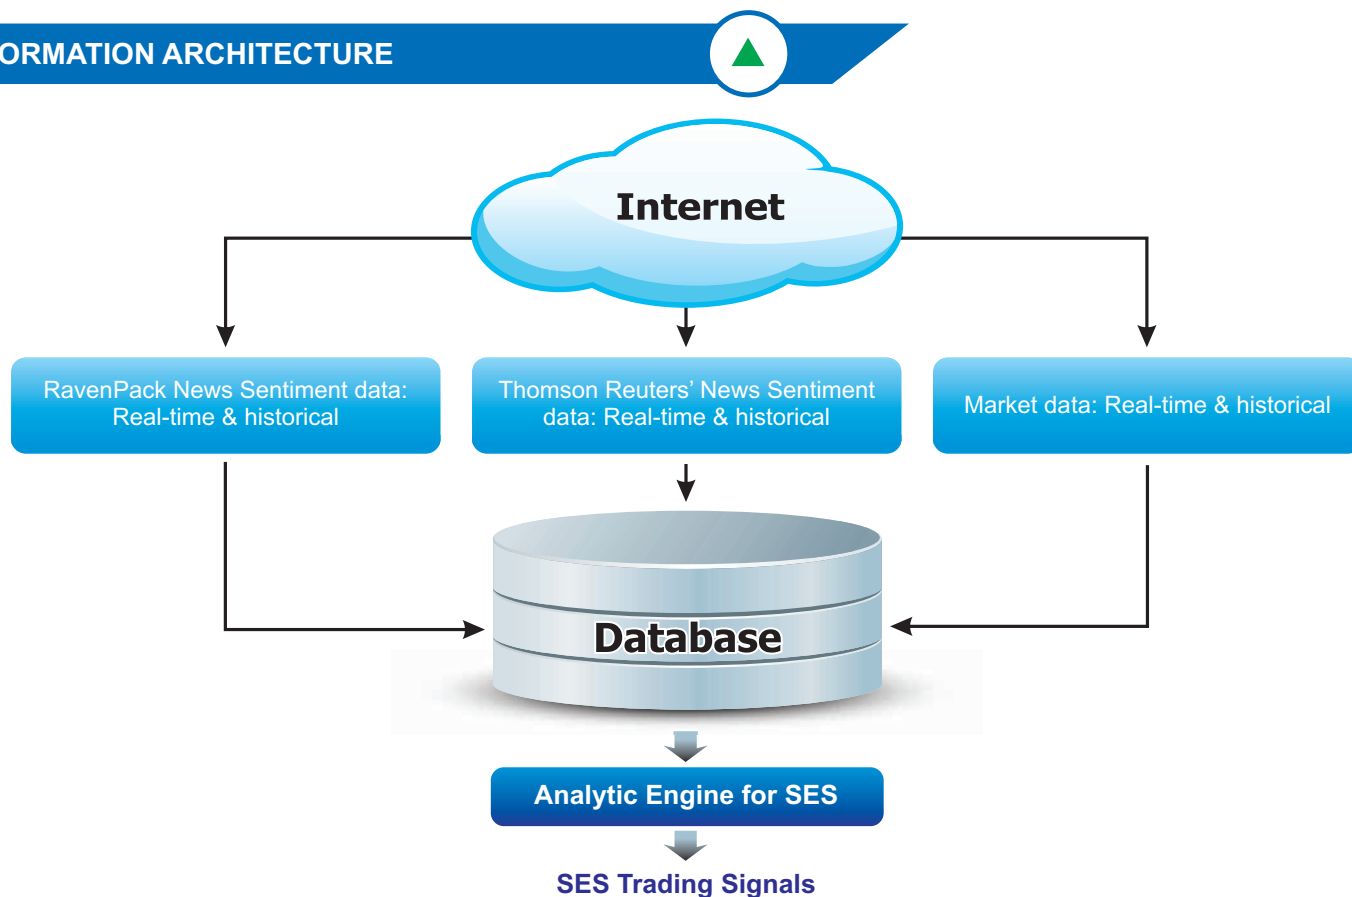 ORMATION ARCHITECTURE
Internet
RavenPack News Sentiment data:
Real-time & historical
Thomson Reuters’ News Sentiment
data: Real-time & historical
Market data: Real-time & historical
Database
Analytic Engine for SES
SES Trading Signals